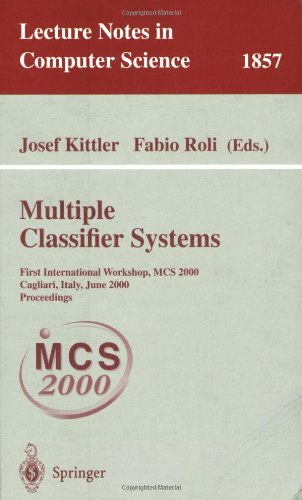 Lecture Notes in
Computer Science 1857
Josef Kittler Fabio Roli (Eds.)
Multiple
Classifier Systems
First International Workshop, MCS 2000
Cagliari, Italy, June 2000
Proceedings
MCS
2000
Springer